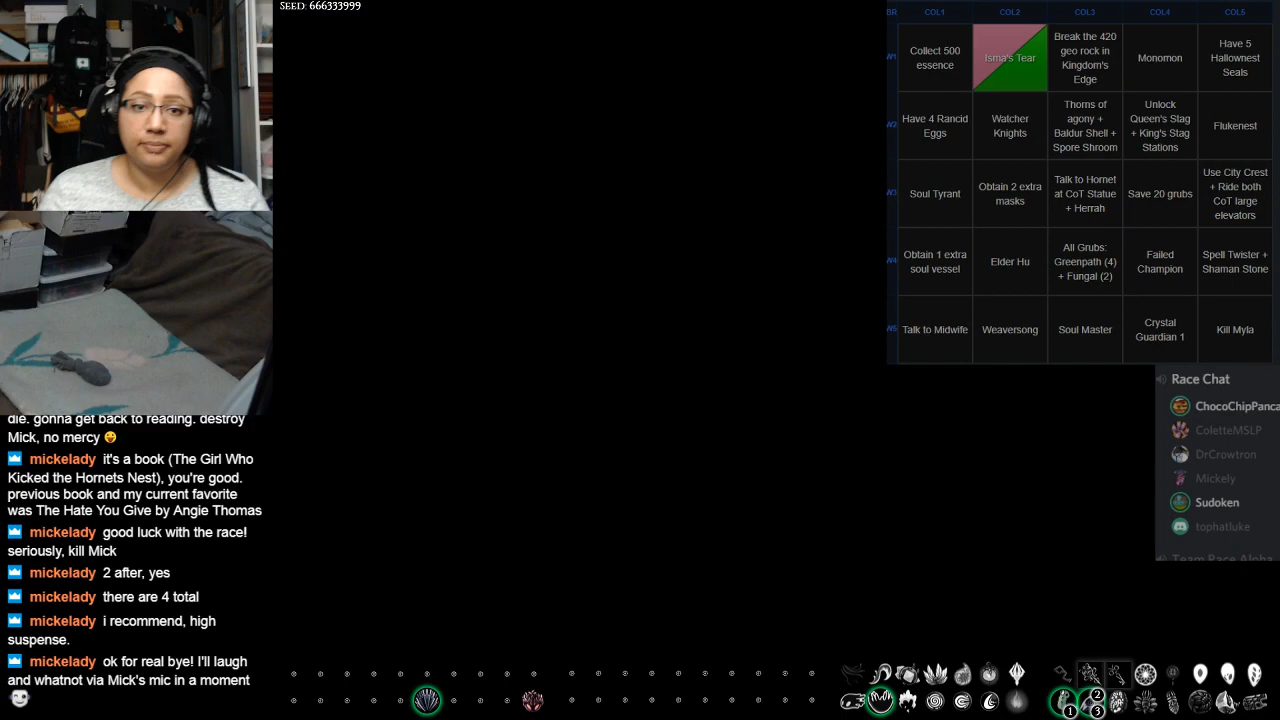 SEED: 666333999
BR COL1 COL2 COL3 COL4 COL5
Collect 500
essence
Isma's Tear
Break the 420
geo rock in
Kingdom's
Edge
Monomon
Have 5
Hallownest
Seals
Have 4 Rancid
Eggs
Watcher
Knights
Thorns of
agony +
Baldur Shell +
Spore Shroom
Unlock
Queen's Stag
+ King's Stag
Stations
Flukenest
Soul Tyrant
Obtain 2 extra
masks
Talk to Hornet
at CoT Statue
+ Herrah
Save 20 grubs
Use City Crest
+ Ride both
CoT large
elevators
Obtain 1 extra
soul vessel
Elder Hu
All Grubs:
Greenpath (4)
+ Fungal (2)
Failed
Champion
Spell Twister +
Shaman Stone
Talk to Midwife
Weaversong
Soul Master
Crystal
Guardian 1
Kill Myla
Race Chat
ChocoChipPanca
ColetteMSLP
DrCrowtron
Mickely
Sudoken
tophatluke
Team Race Alpha
die. gonna get back to reading. destroy
Mick, no mercy
mickelady it's a book (The Girl Who
Kicked the Hornets Nest), you're good.
previous book and my current favorite
was The Hate You Give by Angie Thomas
mickelady good luck with the race!
seriously, kill Mick
mickelady 2 after, yes
mickelady there are 4 total
mickelady i recommend, high
suspense.
mickelady ok for real bye! I'll laugh
and whatnot via Mick's mic in a moment
1
2
3